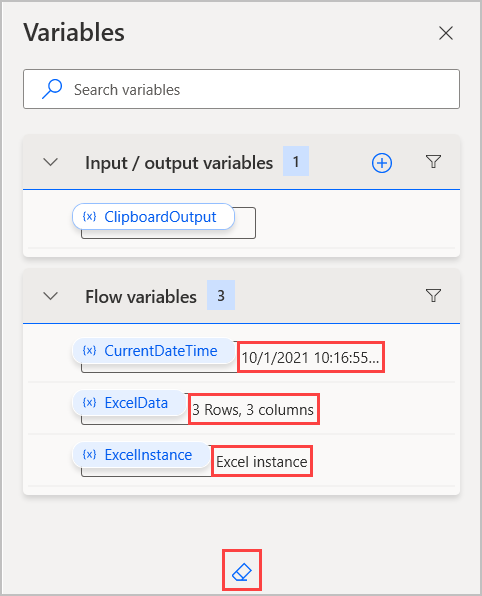 Variables
Search variables
Input / output variables 1
{x} ClipboardOutput
Flow variables 3
{x} CurrentDateTime 10/1/2021 10:16:55...
{x} ExcelData 3 Rows, 3 columns
{x} ExcelInstance Excel instance